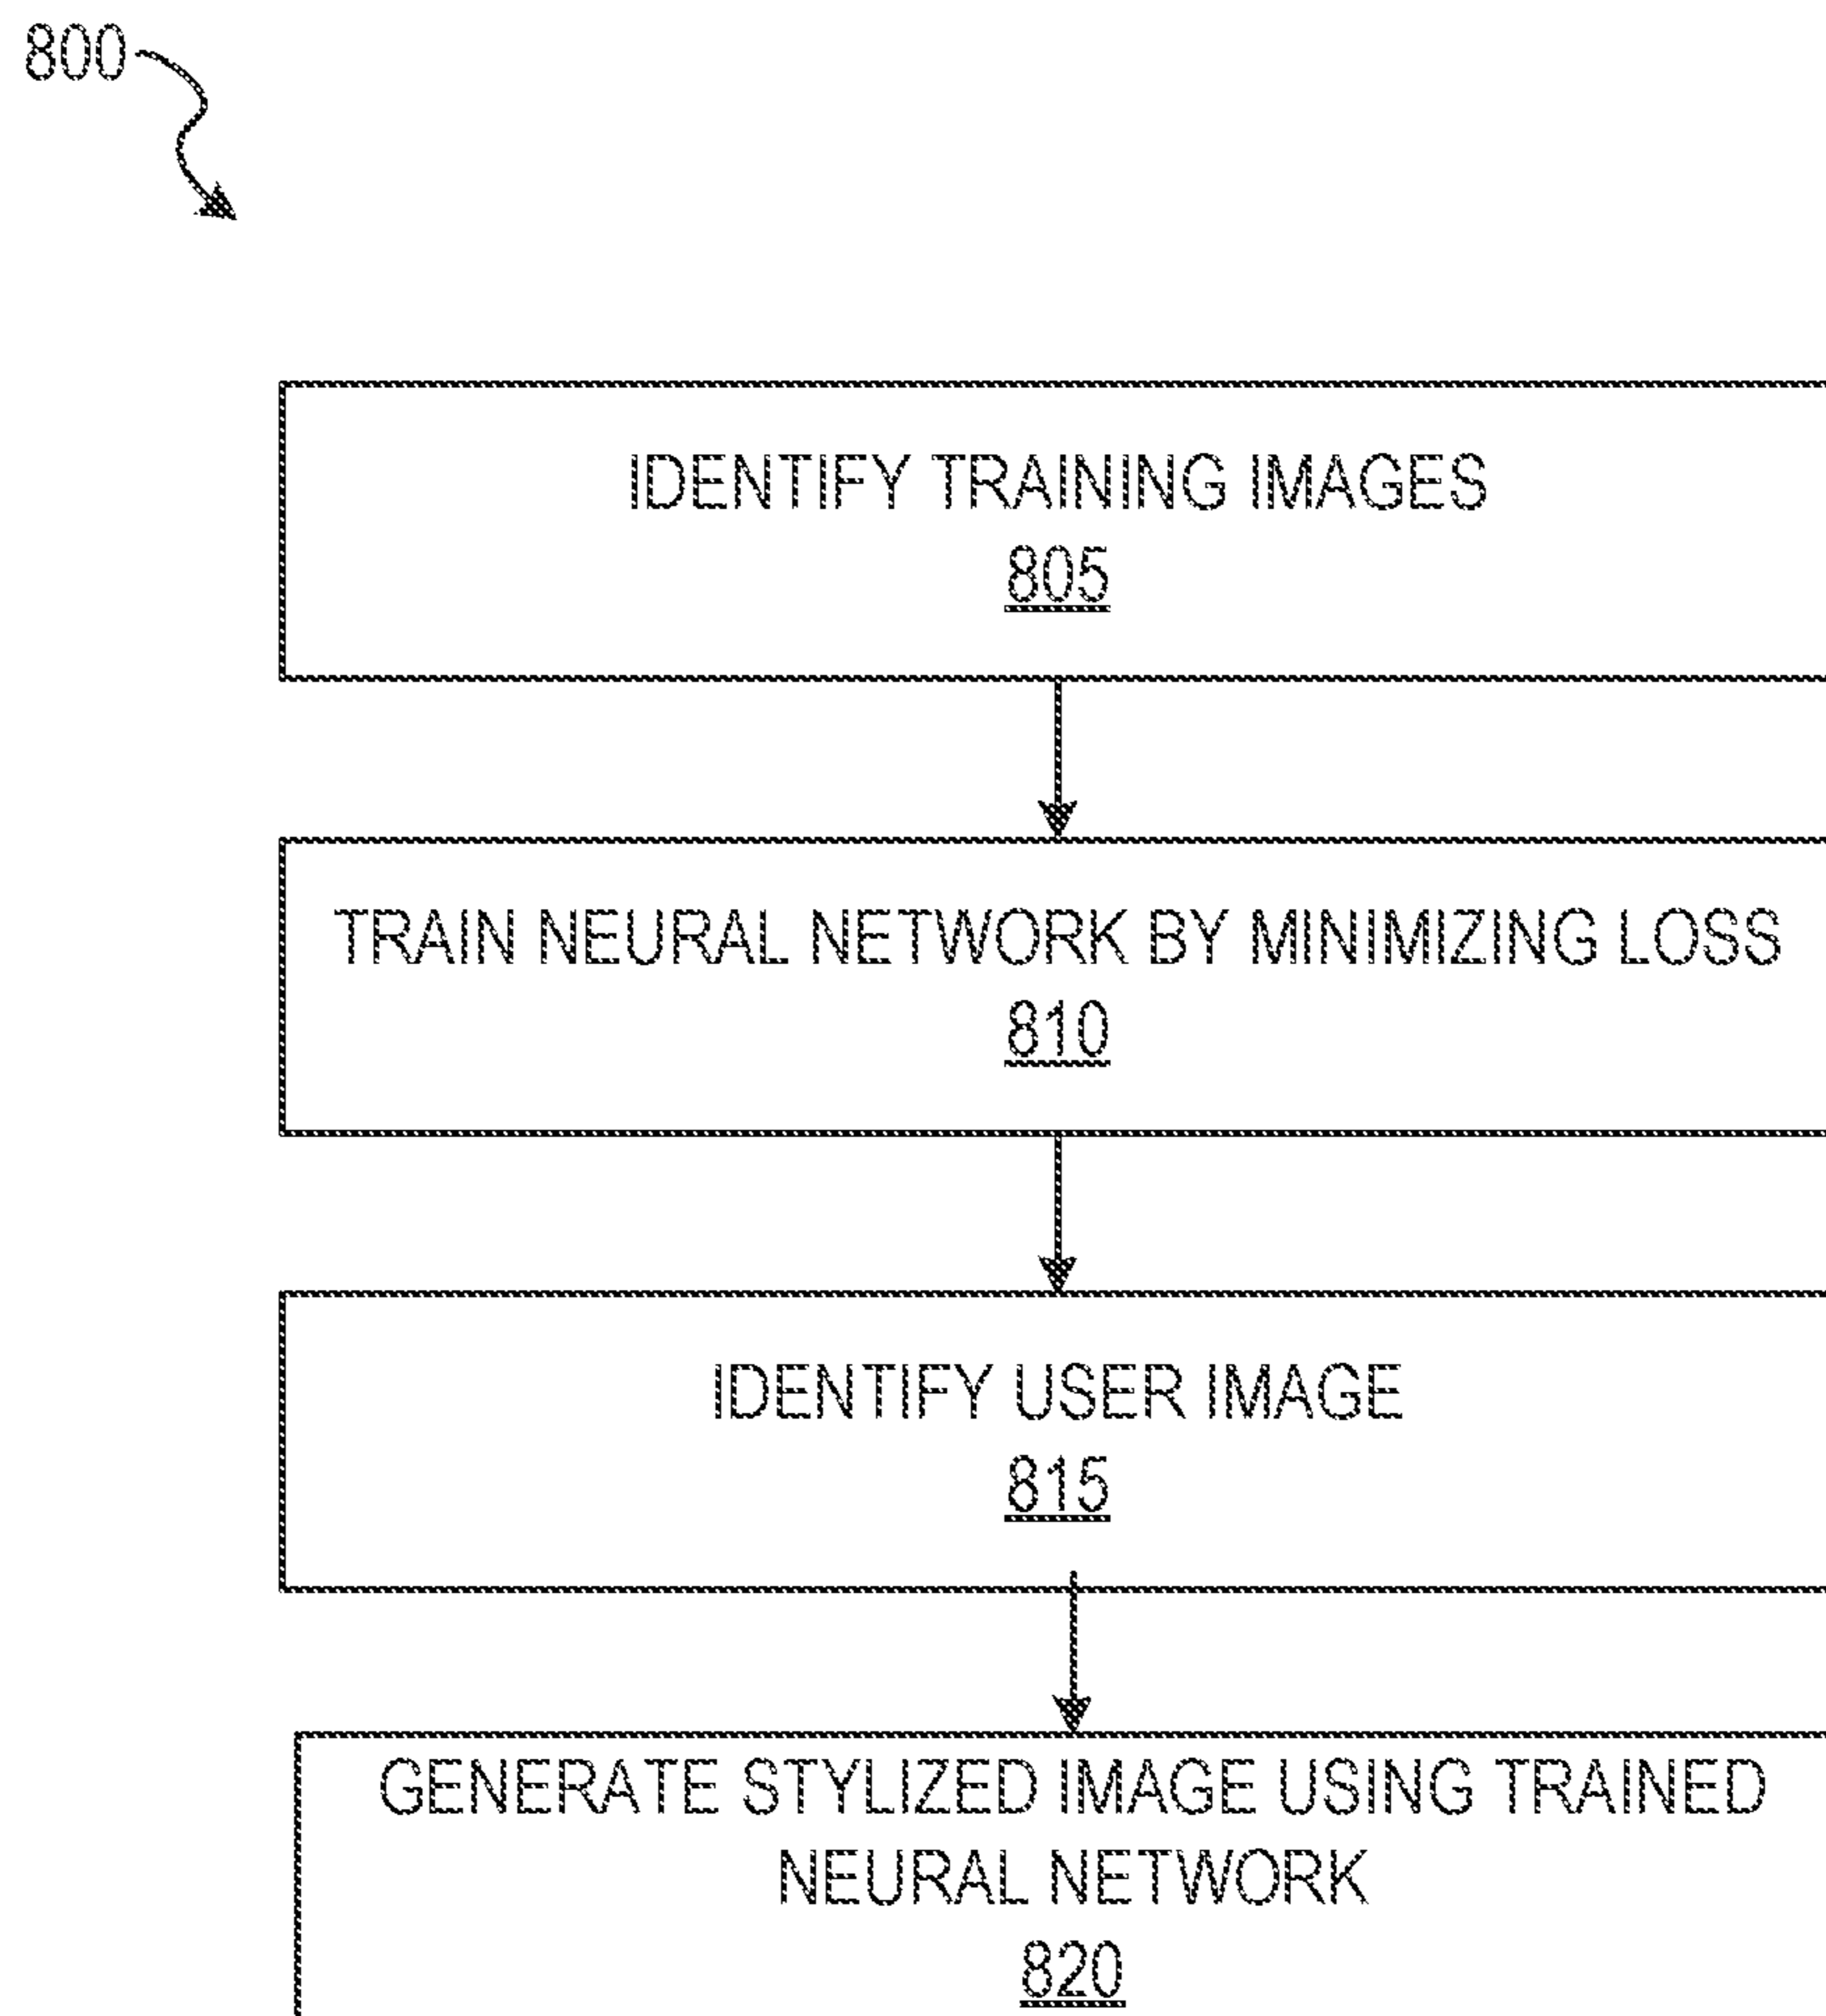 800
IDENTIFY TRAINING IMAGES
805
TRAIN NEURAL NETWORK BY MINIMIZING LOSS
810
IDENTIFY USER IMAGE
815
GENERATE STYLIZED IMAGE USING TRAINED
NEURAL NETWORK
820